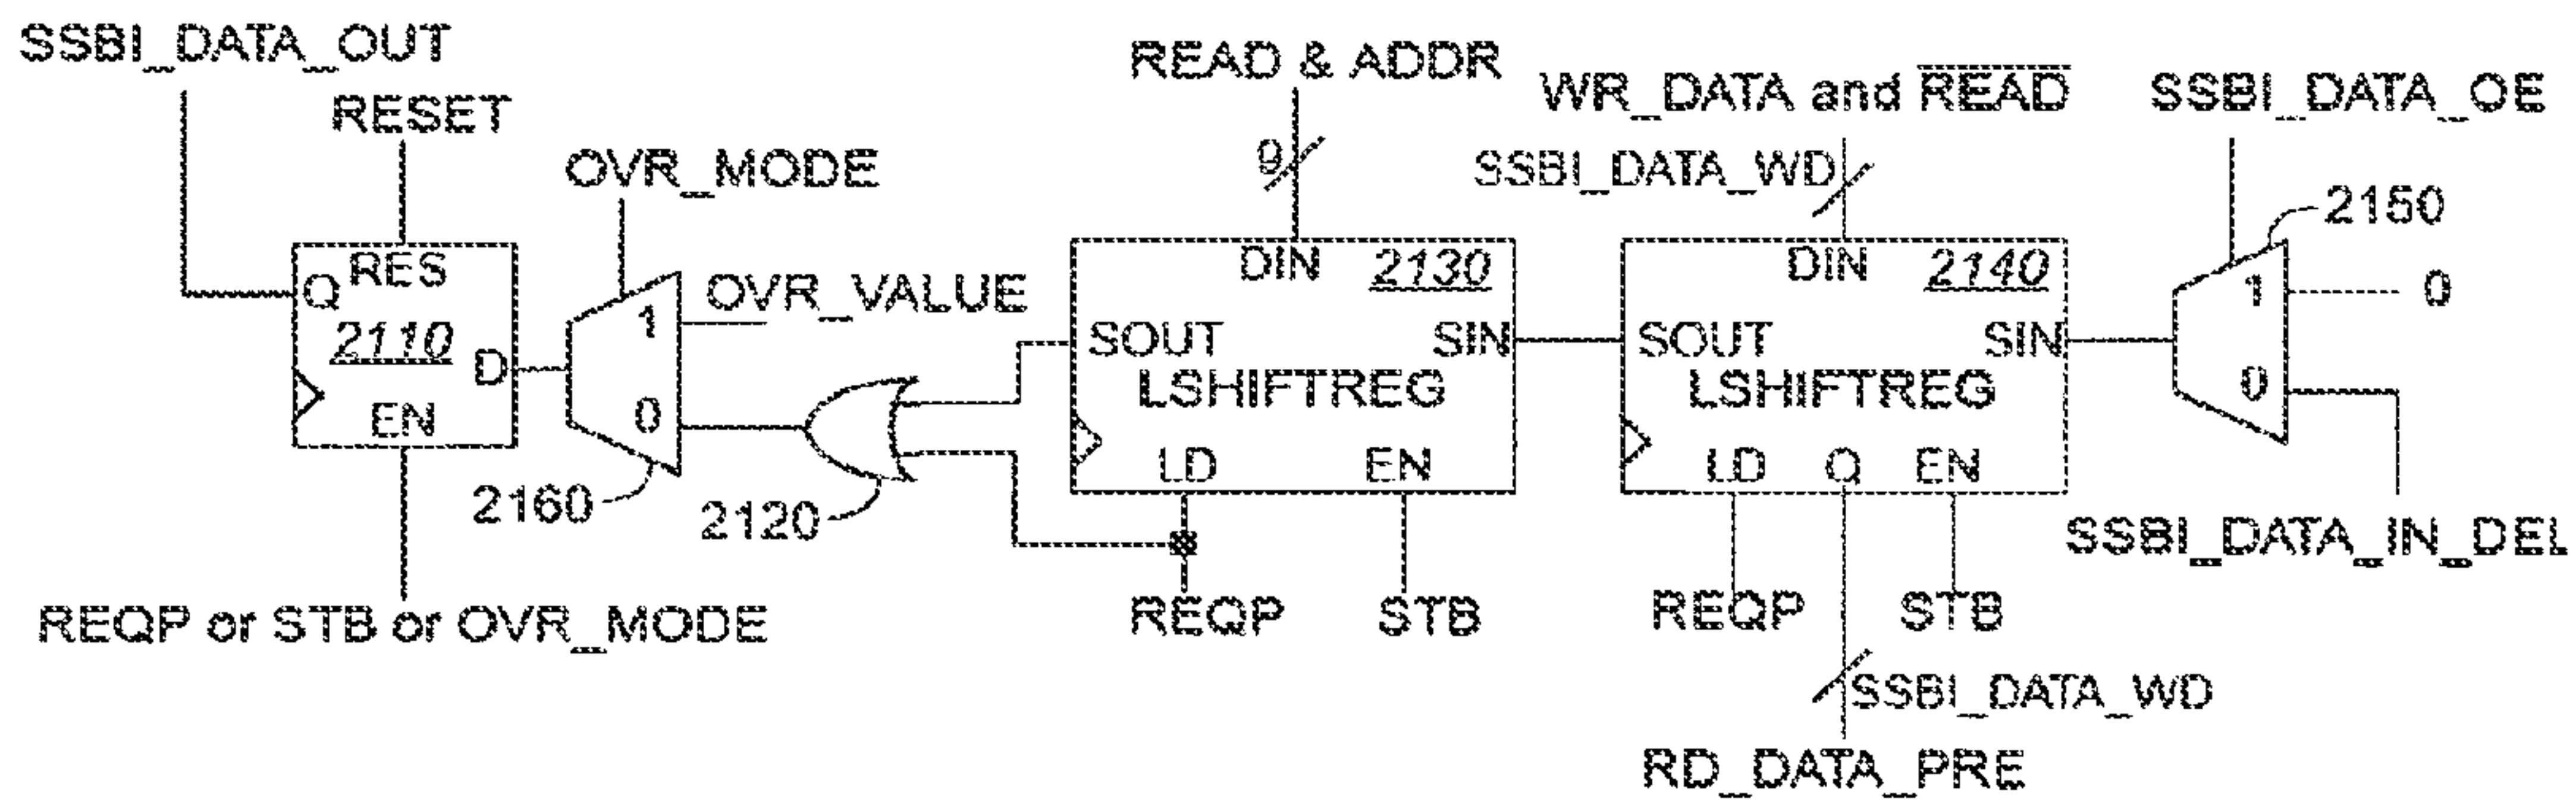 SSBI_DATA_OUT
RESET
OVR_MODE
READ & ADDR
WR_DATA and READ
SSBI_DATA_OE
9
SSBI_DATA_WD
2150
Q RES
2110
D
EN
1
0
OVR_VALUE
2160
2120
DIN 2130
SOUT SIN
LSHIFTREG
LD EN
DIN 2140
SOUT SIN
LSHIFTREG
LD Q EN
1
0
0
SSBI_DATA_IN_DEL
REQP or STB or OVR_MODE
REQP
STB
REQP
STB
SSBI_DATA_WD
RD_DATA_PRE